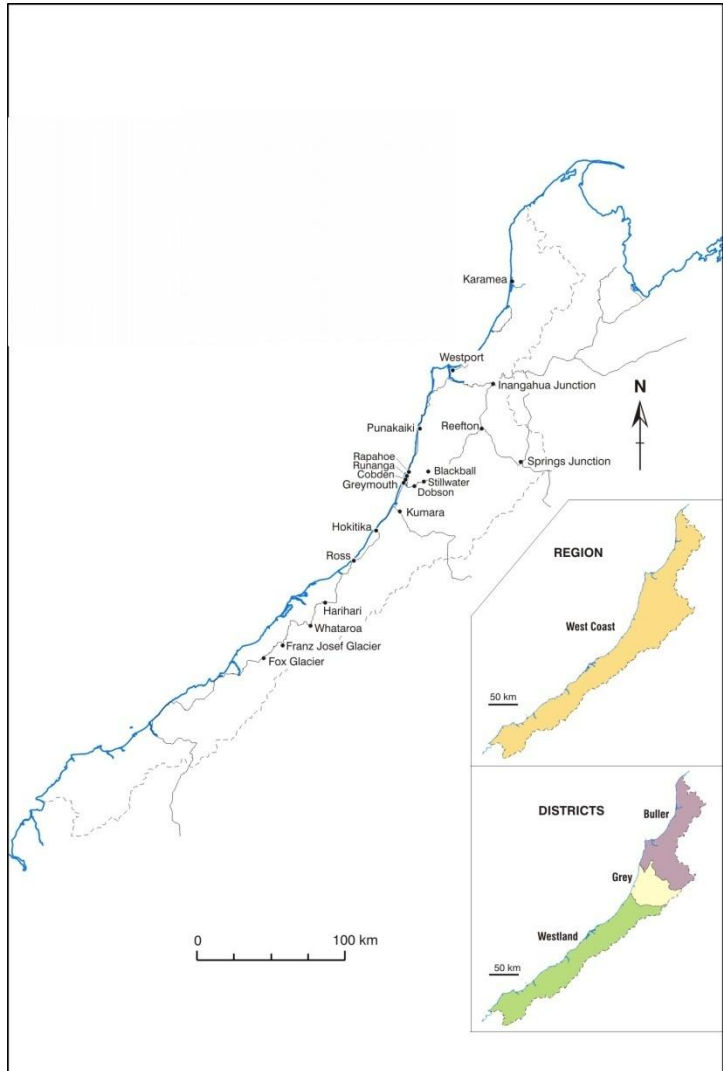 Karamea
Westport
Inangahua Junction
N
Punakaiki
Reefton
Rapahoe
Runanga
Cobden
Greymouth
Blackball
Stillwater
Dobson
Springs Junction
Kumara
Hokitika
Ross
Harihari
Whataroa
Franz Josef Glacier
Fox Glacier
REGION
West Coast
50 km
DISTRICTS
Buller
Grey
Westland
50 km
0 100 km